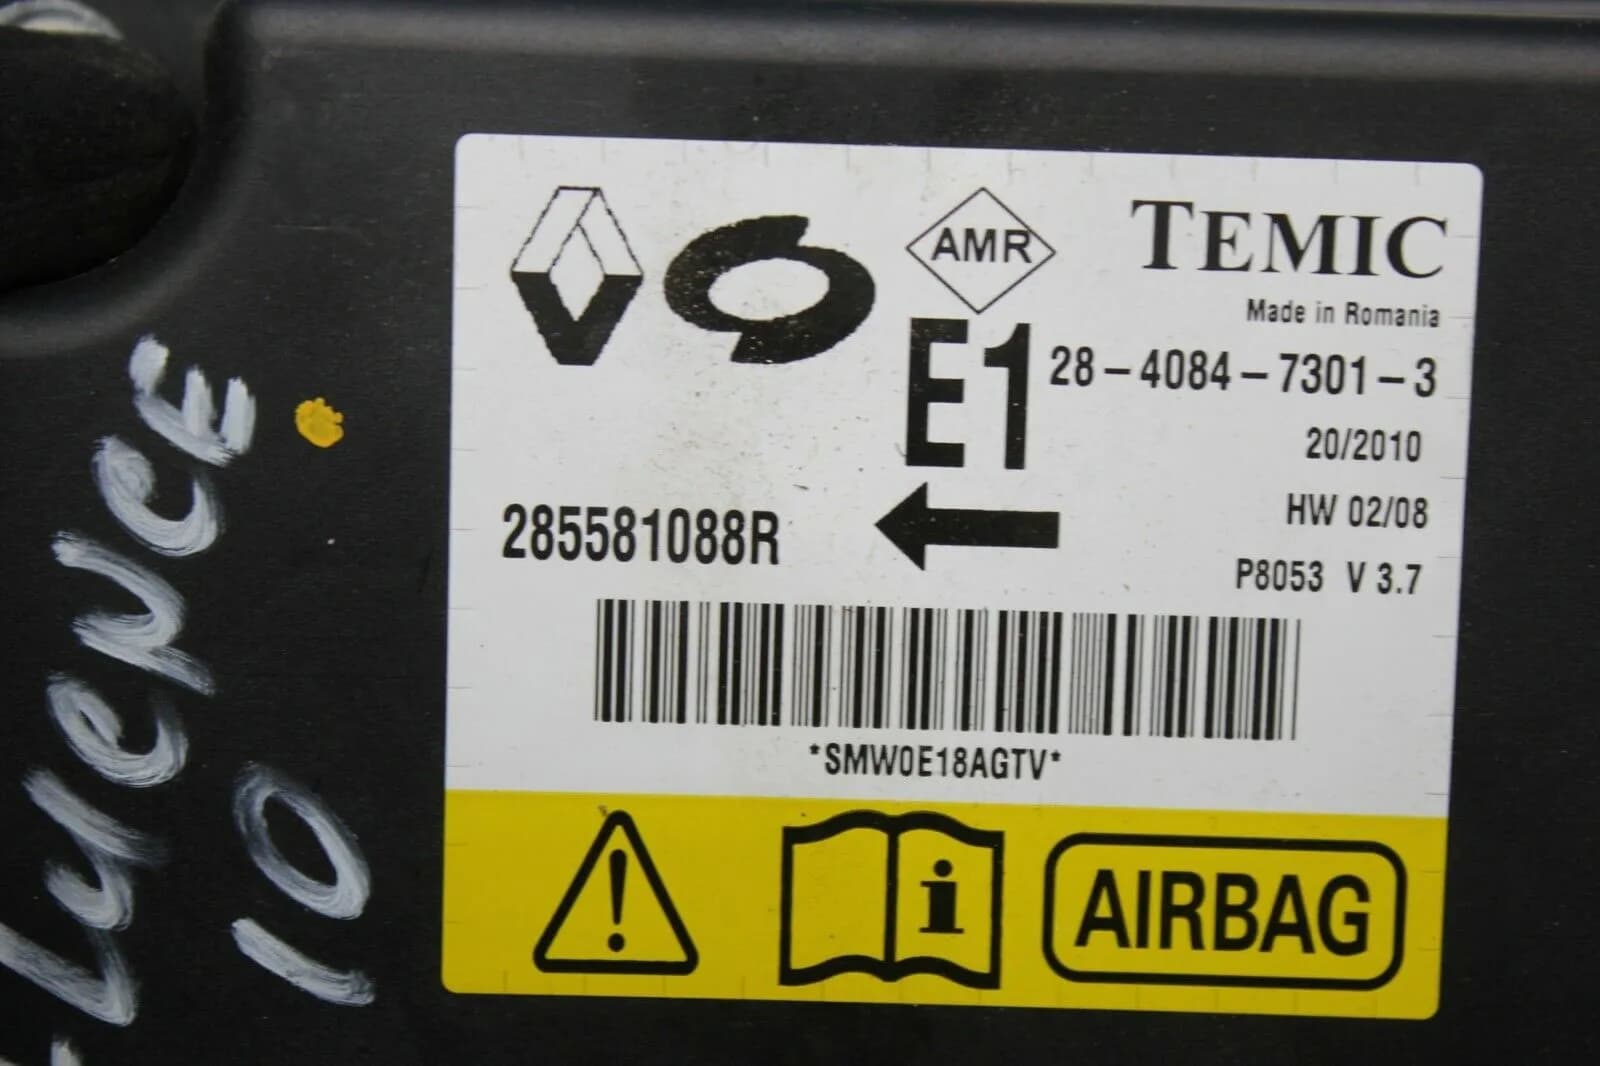 AMR
TEMIC
Made in Romania
E1
28-4084-7301-3
20/2010
HW 02/08
285581088R
P8053 V 3.7
*SMW0E18AGTV*
AIRBAG
LUENCE
10